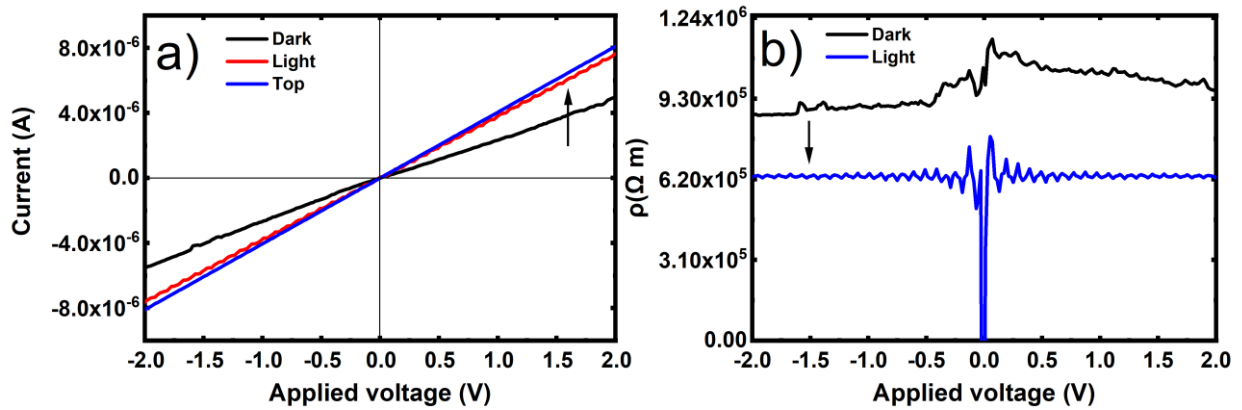 a)
Dark
Light
Top
8.0x10⁻⁶
4.0x10⁻⁶
0.0
-4.0x10⁻⁶
-8.0x10⁻⁶
Current (A)
-2.0 -1.5 -1.0 -0.5 0.0 0.5 1.0 1.5 2.0
Applied voltage (V)
b)
Dark
Light
1.24x10⁶
9.30x10⁵
6.20x10⁵
3.10x10⁵
0.00
ρ(Ω m)
-2.0 -1.5 -1.0 -0.5 0.0 0.5 1.0 1.5 2.0
Applied voltage (V)